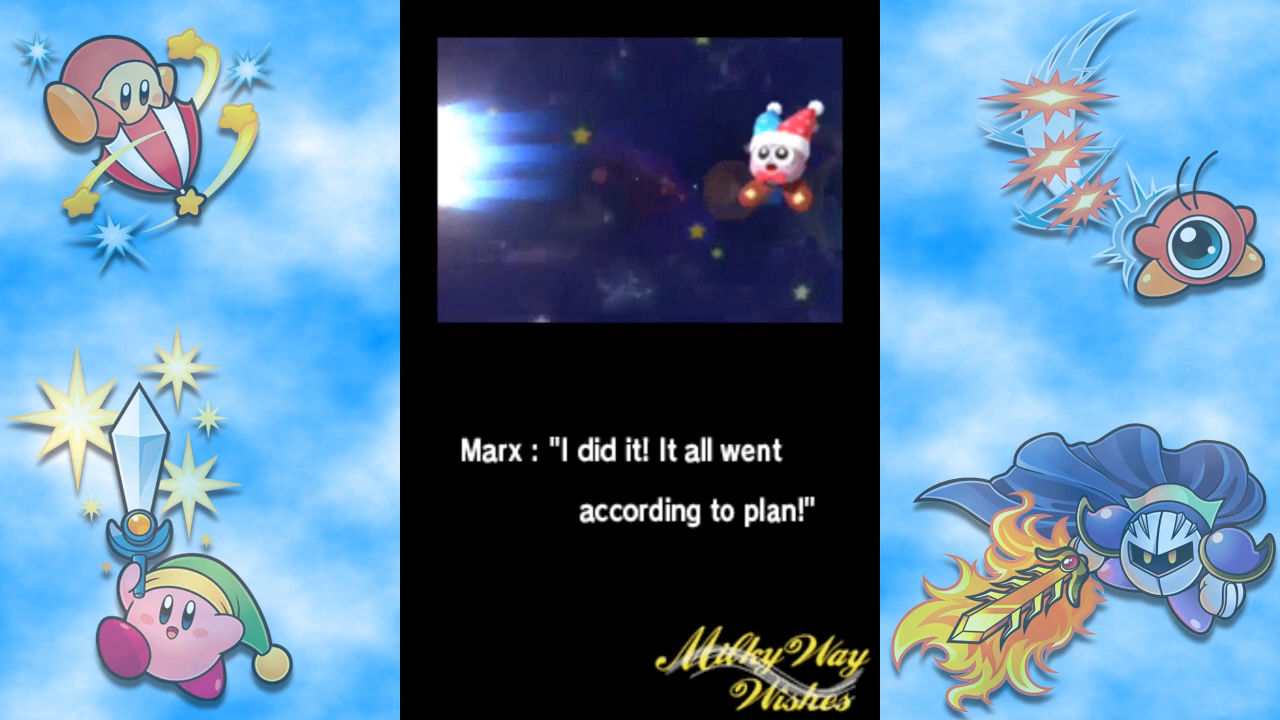 Marx : "I did it! It all went
according to plan!"
Milky Way
Wishes